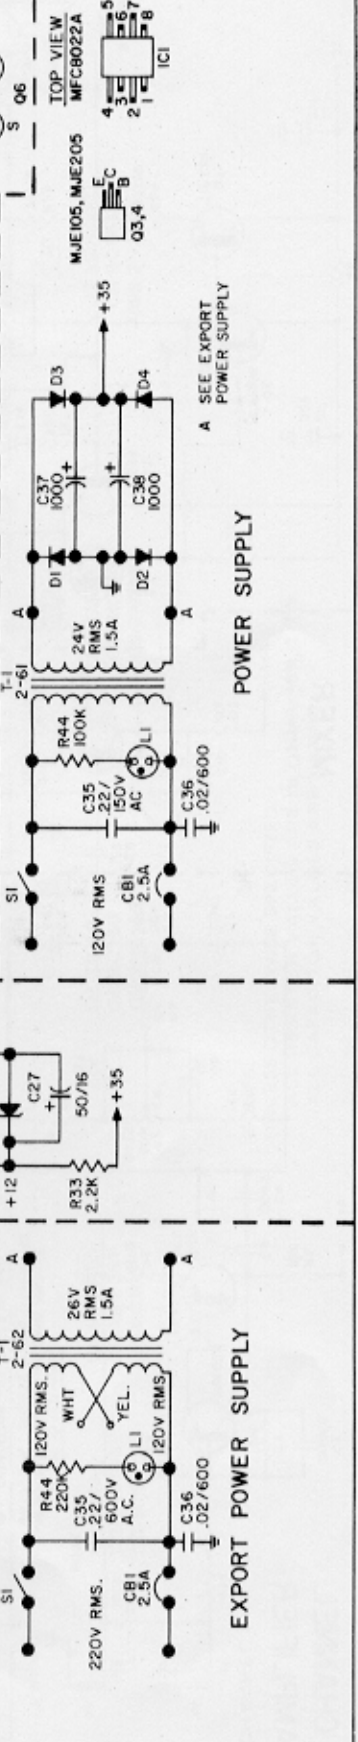 S1
220V RMS.
CB1
2.5A
R44
220K
C35
.22/
600V
A.C.
L1
C36
.02/600
120V RMS.
WHT
YEL.
120V RMS
T-1
2-62
26V
RMS
1.5A
A
A
EXPORT POWER SUPPLY
+12
R33
2.2K
C27
+
50/16
+35
S1
120V RMS
CB1
2.5A
C35
.22/
150V
AC
R44
100K
L1
C36
.02/600
T-1
2-61
24V
RMS
1.5A
A
A
D1
D2
C37
1000
+
C38
1000
+
D3
D4
+35
A SEE EXPORT
POWER SUPPLY
POWER SUPPLY
MJE105, MJE205
E
C
B
Q3,4
S
Q6
TOP VIEW
MFC8022A
4
3
2
1
5
6
7
8
IC1